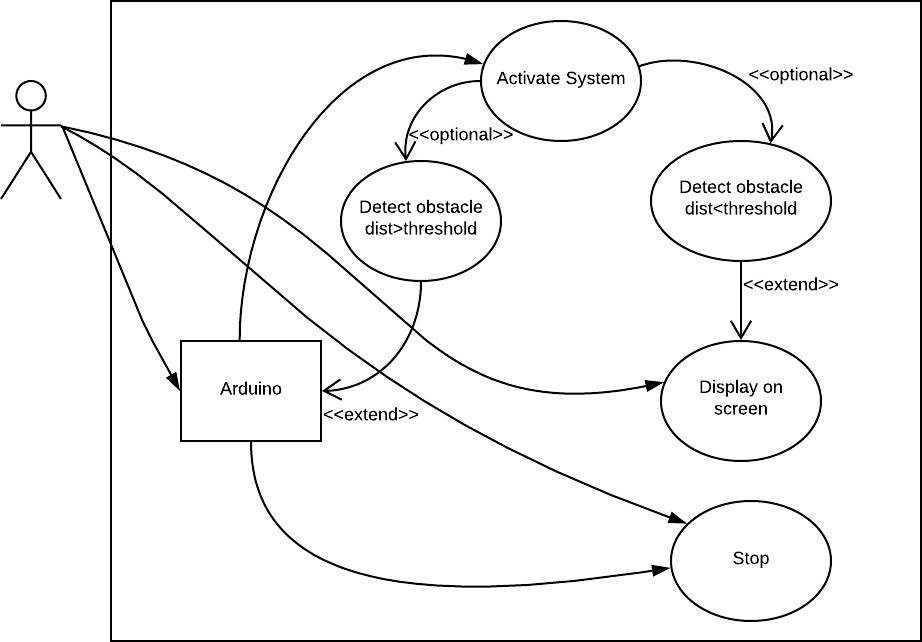 Activate System
<<optional>>
<<optional>>
Detect obstacle
dist>threshold
Detect obstacle
dist<threshold
<<extend>>
Arduino
<<extend>>
Display on
screen
Stop